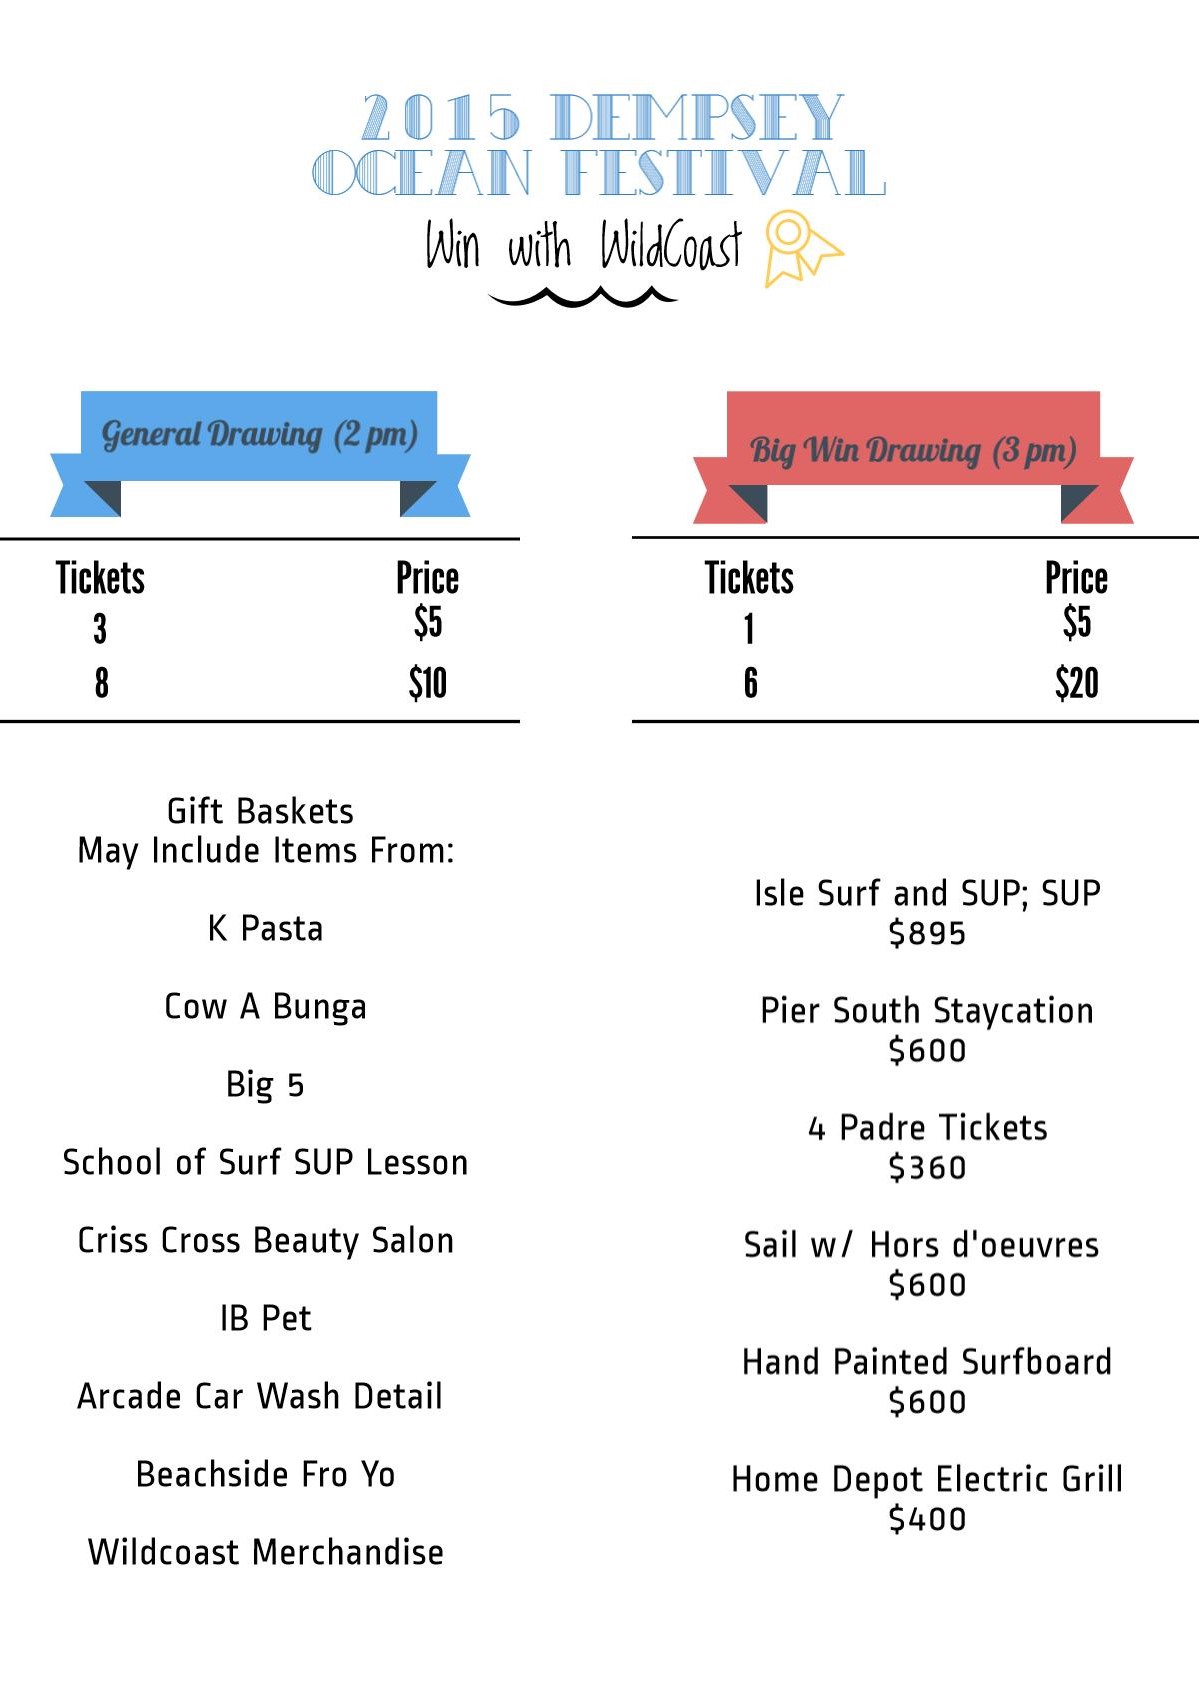 2015 DEMPSEY
OCEAN FESTIVAL
Win with WildCoast
General Drawing (2 pm)
Tickets Price
3 $5
8 $10
Gift Baskets
May Include Items From:
K Pasta
Cow A Bunga
Big 5
School of Surf SUP Lesson
Criss Cross Beauty Salon
IB Pet
Arcade Car Wash Detail
Beachside Fro Yo
Wildcoast Merchandise
Big Win Drawing (3 pm)
Tickets Price
1 $5
6 $20
Isle Surf and SUP; SUP
$895
Pier South Staycation
$600
4 Padre Tickets
$360
Sail w/ Hors d'oeuvres
$600
Hand Painted Surfboard
$600
Home Depot Electric Grill
$400